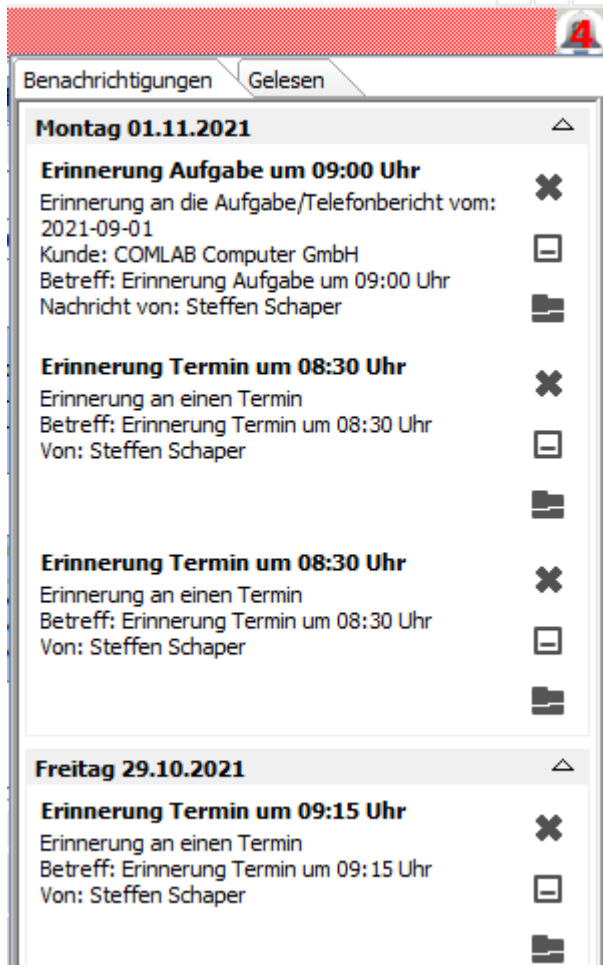 4
Benachrichtigungen
Gelesen
Montag 01.11.2021
Erinnerung Aufgabe um 09:00 Uhr
Erinnerung an die Aufgabe/Telefonbericht vom:
2021-09-01
Kunde: COMLAB Computer GmbH
Betreff: Erinnerung Aufgabe um 09:00 Uhr
Nachricht von: Steffen Schaper
Erinnerung Termin um 08:30 Uhr
Erinnerung an einen Termin
Betreff: Erinnerung Termin um 08:30 Uhr
Von: Steffen Schaper
Erinnerung Termin um 08:30 Uhr
Erinnerung an einen Termin
Betreff: Erinnerung Termin um 08:30 Uhr
Von: Steffen Schaper
Freitag 29.10.2021
Erinnerung Termin um 09:15 Uhr
Erinnerung an einen Termin
Betreff: Erinnerung Termin um 09:15 Uhr
Von: Steffen Schaper